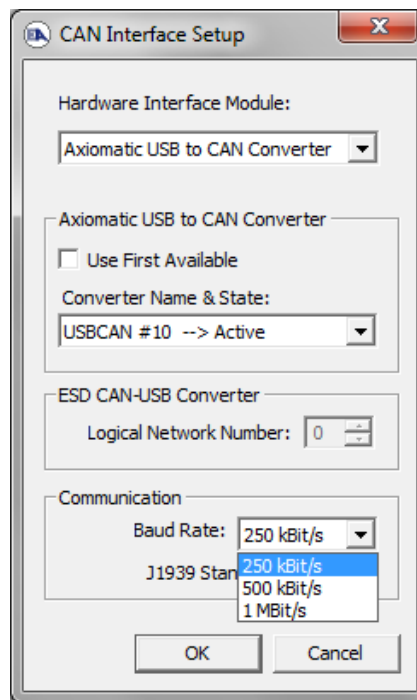 CAN Interface Setup
Hardware Interface Module:
Axiomatic USB to CAN Converter
Axiomatic USB to CAN Converter
Use First Available
Converter Name & State:
USBCAN #10 --> Active
ESD CAN-USB Converter
Logical Network Number: 0
Communication
Baud Rate: 250 kBit/s
250 kBit/s
J1939 Stan
500 kBit/s
1 MBit/s
OK Cancel